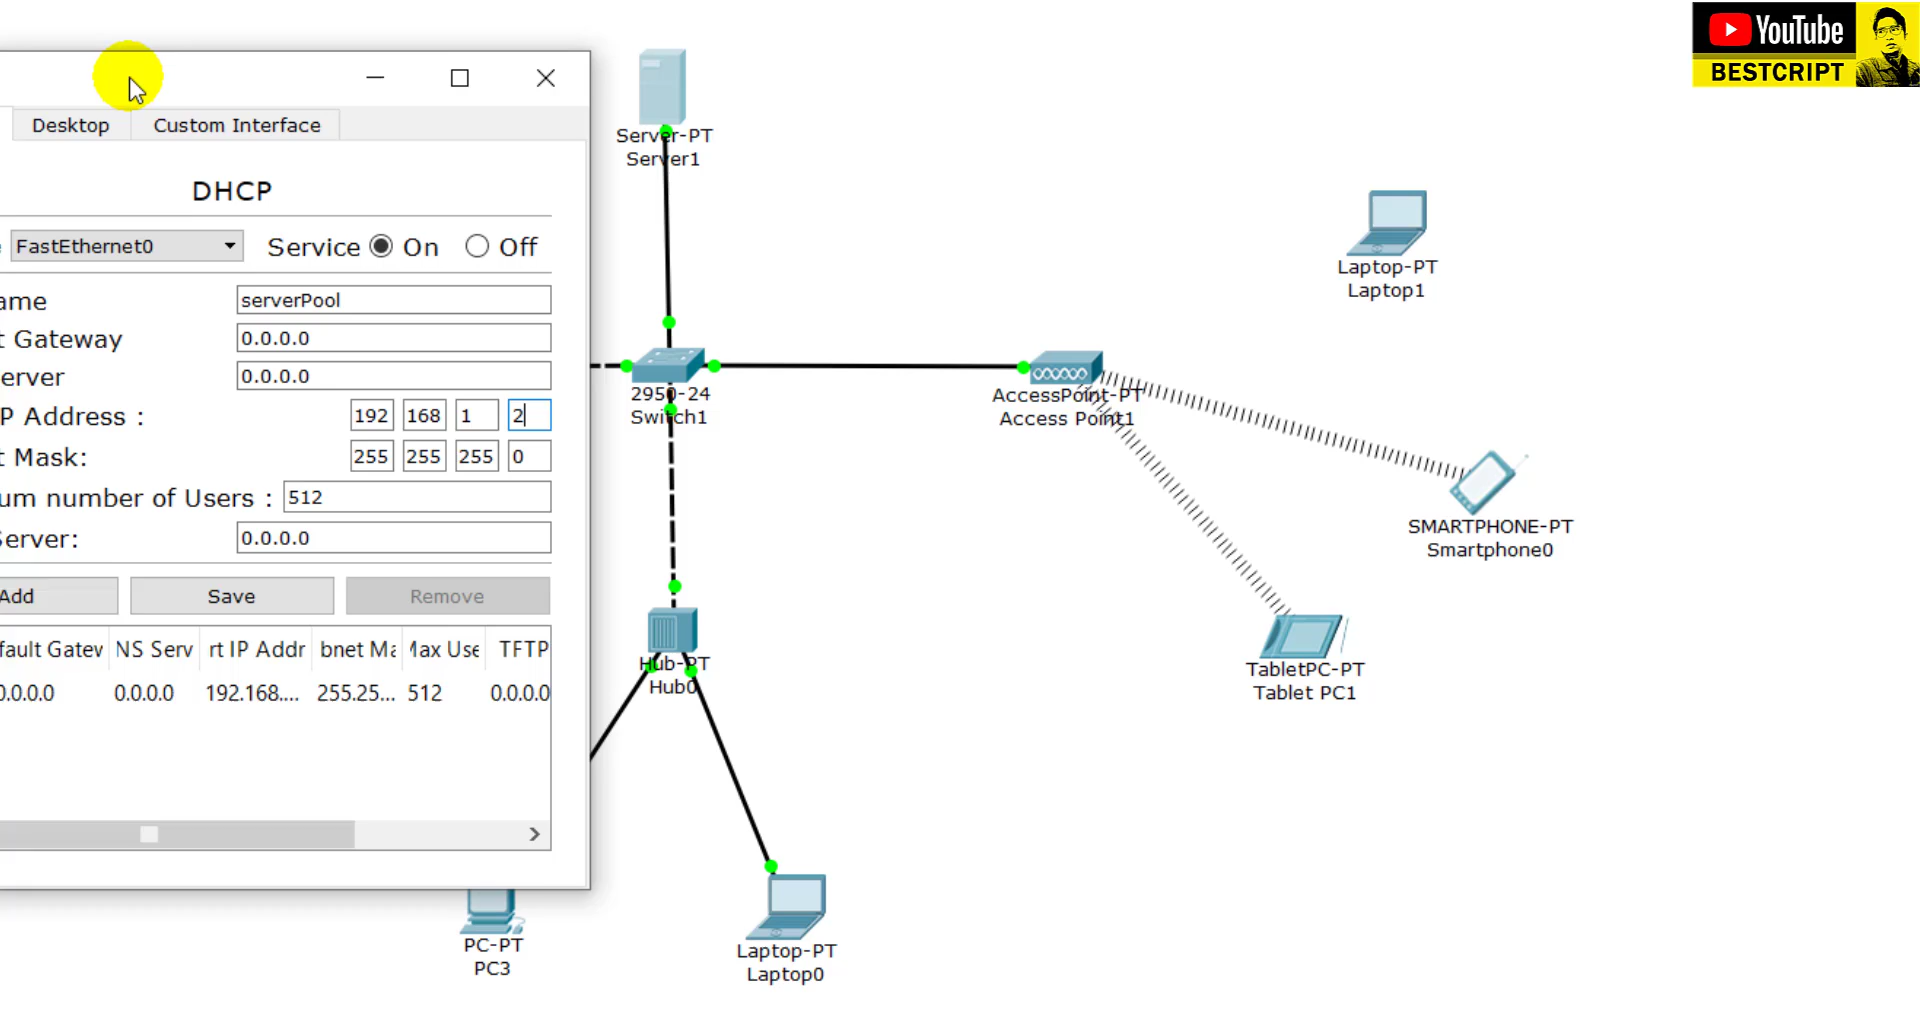 YouTube
BESTCRIPT
Desktop Custom Interface
DHCP
FastEthernet0 Service On Off
ame serverPool
t Gateway 0.0.0.0
erver 0.0.0.0
P Address : 192 168 1 2
t Mask: 255 255 255 0
um number of Users : 512
Server: 0.0.0.0
Add Save Remove
fault Gatev NS Serv rt IP Addr bnet Ma Max Use TFTP
0.0.0.0 0.0.0.0 192.168.... 255.25... 512 0.0.0.0
Server-PT
Server1
Laptop-PT
Laptop1
2950-24
Switch1
AccessPoint-PT
Access Point1
SMARTPHONE-PT
Smartphone0
Hub-PT
Hub0
TabletPC-PT
Tablet PC1
PC-PT
PC3
Laptop-PT
Laptop0